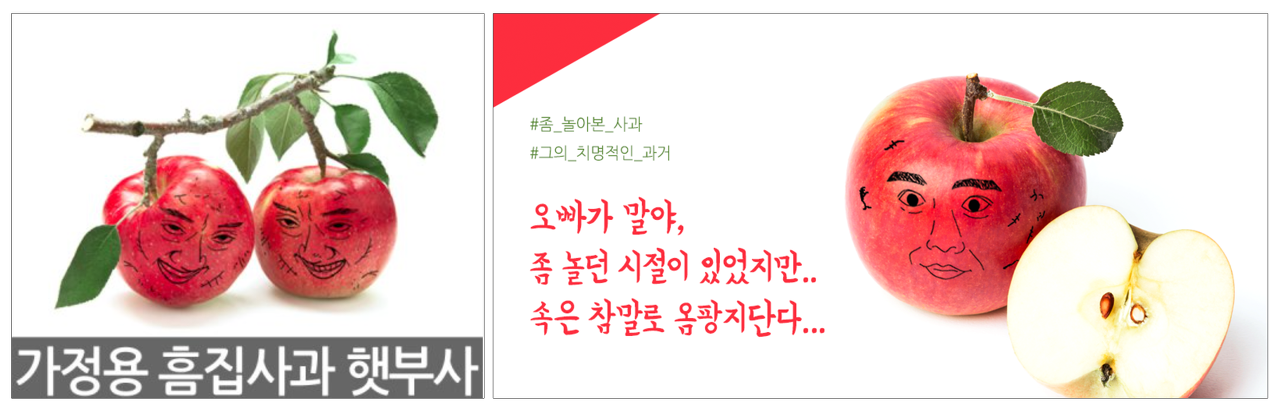 가정용 흠집사과 햇부사
#좀_놀아본_사과
#그의_치명적인_과거
오빠가 말야,
좀 놀던 시절이 있었지만..
속은 참말로 옴팡지단다...